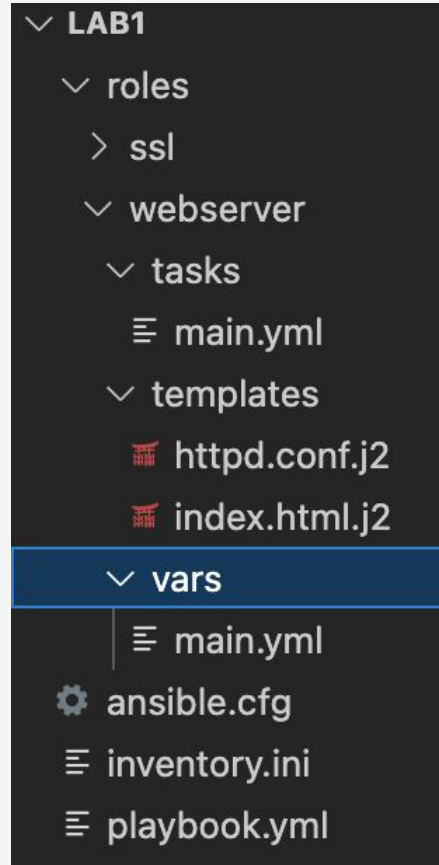 LAB1
roles
ssl
webserver
tasks
main.yml
templates
httpd.conf.j2
index.html.j2
vars
main.yml
ansible.cfg
inventory.ini
playbook.yml